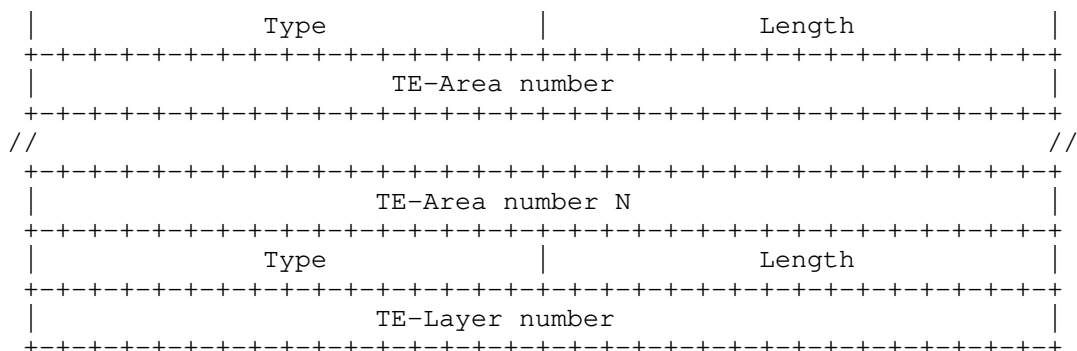 |              Type             |             Length            |
+-+-+-+-+-+-+-+-+-+-+-+-+-+-+-+-+-+-+-+-+-+-+-+-+-+-+-+-+-+-+-+-+
|                      TE-Area number                           |
+-+-+-+-+-+-+-+-+-+-+-+-+-+-+-+-+-+-+-+-+-+-+-+-+-+-+-+-+-+-+-+-+
//                                                               //
+-+-+-+-+-+-+-+-+-+-+-+-+-+-+-+-+-+-+-+-+-+-+-+-+-+-+-+-+-+-+-+-+
|                     TE-Area number N                          |
+-+-+-+-+-+-+-+-+-+-+-+-+-+-+-+-+-+-+-+-+-+-+-+-+-+-+-+-+-+-+-+-+
|              Type             |             Length            |
+-+-+-+-+-+-+-+-+-+-+-+-+-+-+-+-+-+-+-+-+-+-+-+-+-+-+-+-+-+-+-+-+
|                     TE-Layer number                           |
+-+-+-+-+-+-+-+-+-+-+-+-+-+-+-+-+-+-+-+-+-+-+-+-+-+-+-+-+-+-+-+-+